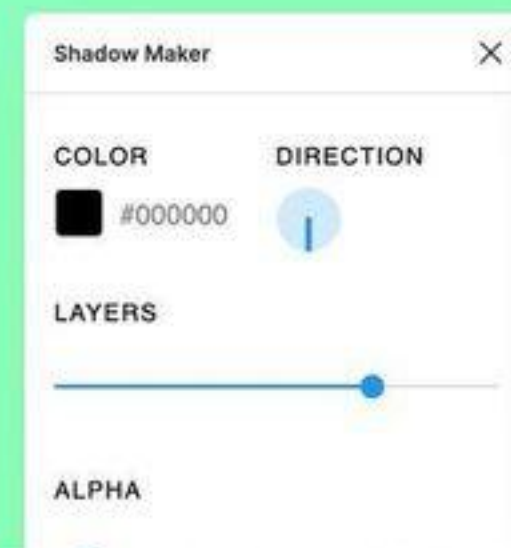 Shadow Maker
COLOR
DIRECTION
#000000
LAYERS
ALPHA